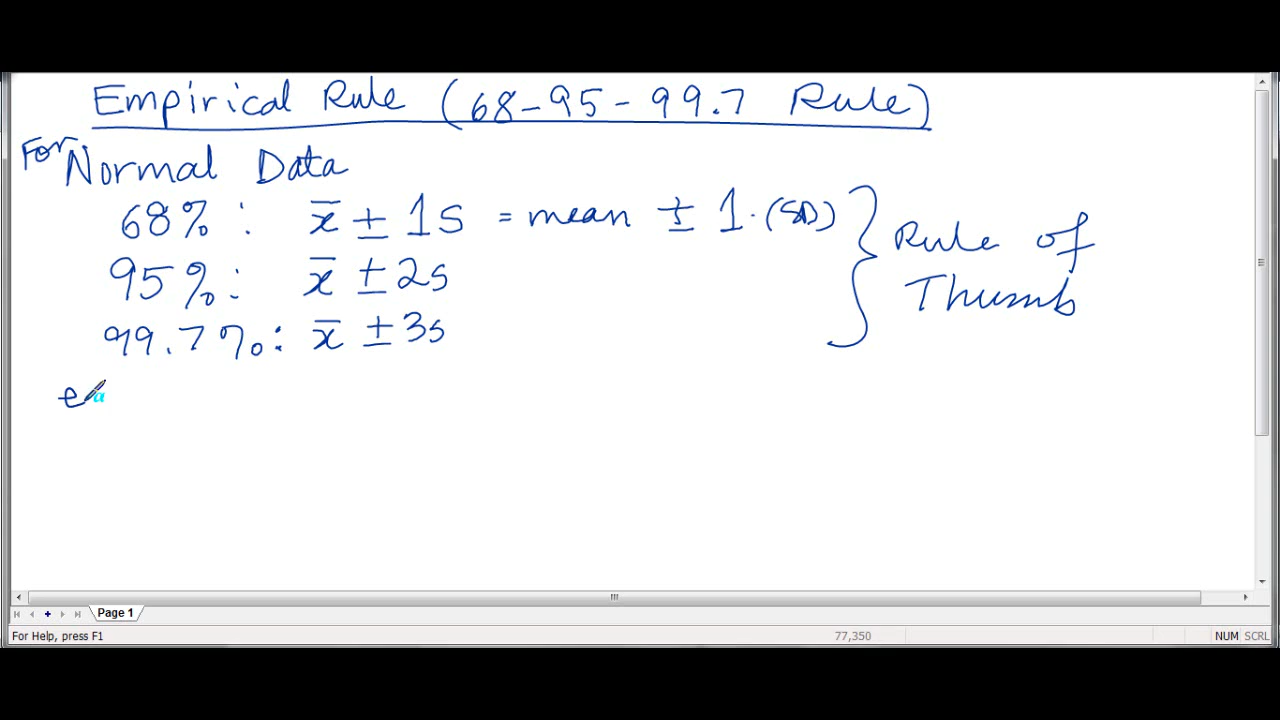 Empirical Rule (68-95-99.7 Rule)
For Normal Data
68% : x̅ ± 1s = mean ± 1·(SD)
95% : x̅ ± 2s
99.7% : x̅ ± 3s
Rule of
Thumb
e
Page 1
For Help, press F1
77,350
NUM SCRL